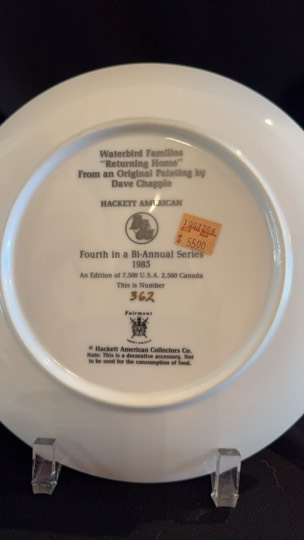 Waterbird Families
"Returning Home"
From an Original Painting by
Dave Chapple
HACKETT AMERICAN
$ 5500
Fourth in a Bi-Annual Series
1983
An Edition of 7,500 U.S.A. 2,500 Canada
This is Number
362
Fairmont
© Hackett American Collectors Co.
Note: This is a decorative accessory. Not
to be used for the consumption of food.